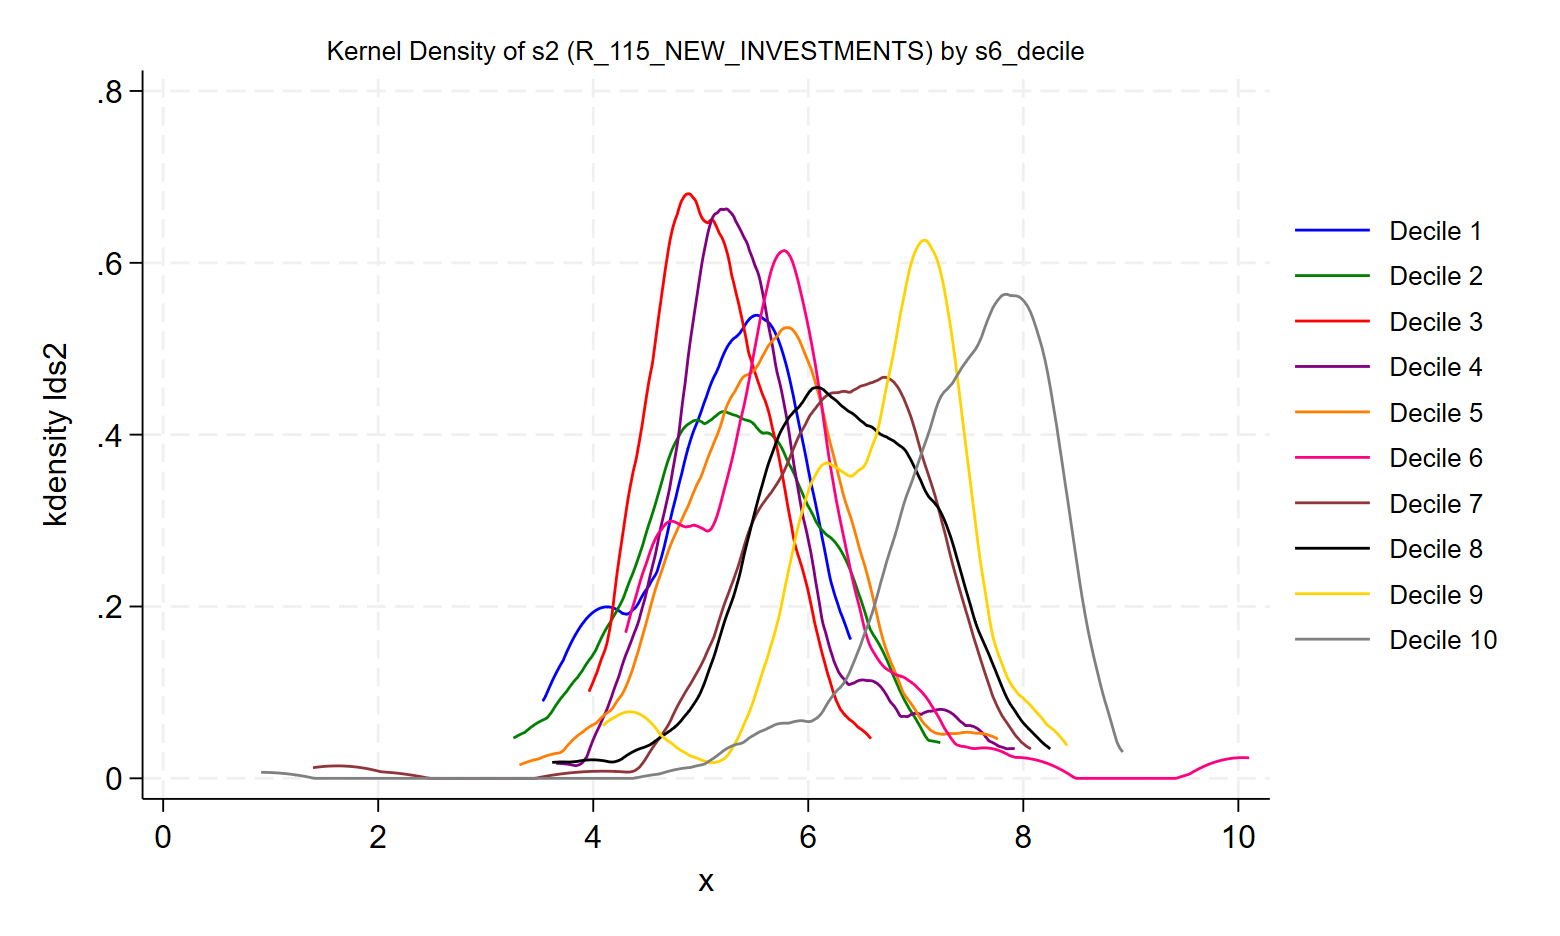 Kernel Density of s2 (R_115_NEW_INVESTMENTS) by s6_decile
kdensity lds2
.8
.6
.4
.2
0
0 2 4 6 8 10
x
Decile 1
Decile 2
Decile 3
Decile 4
Decile 5
Decile 6
Decile 7
Decile 8
Decile 9
Decile 10